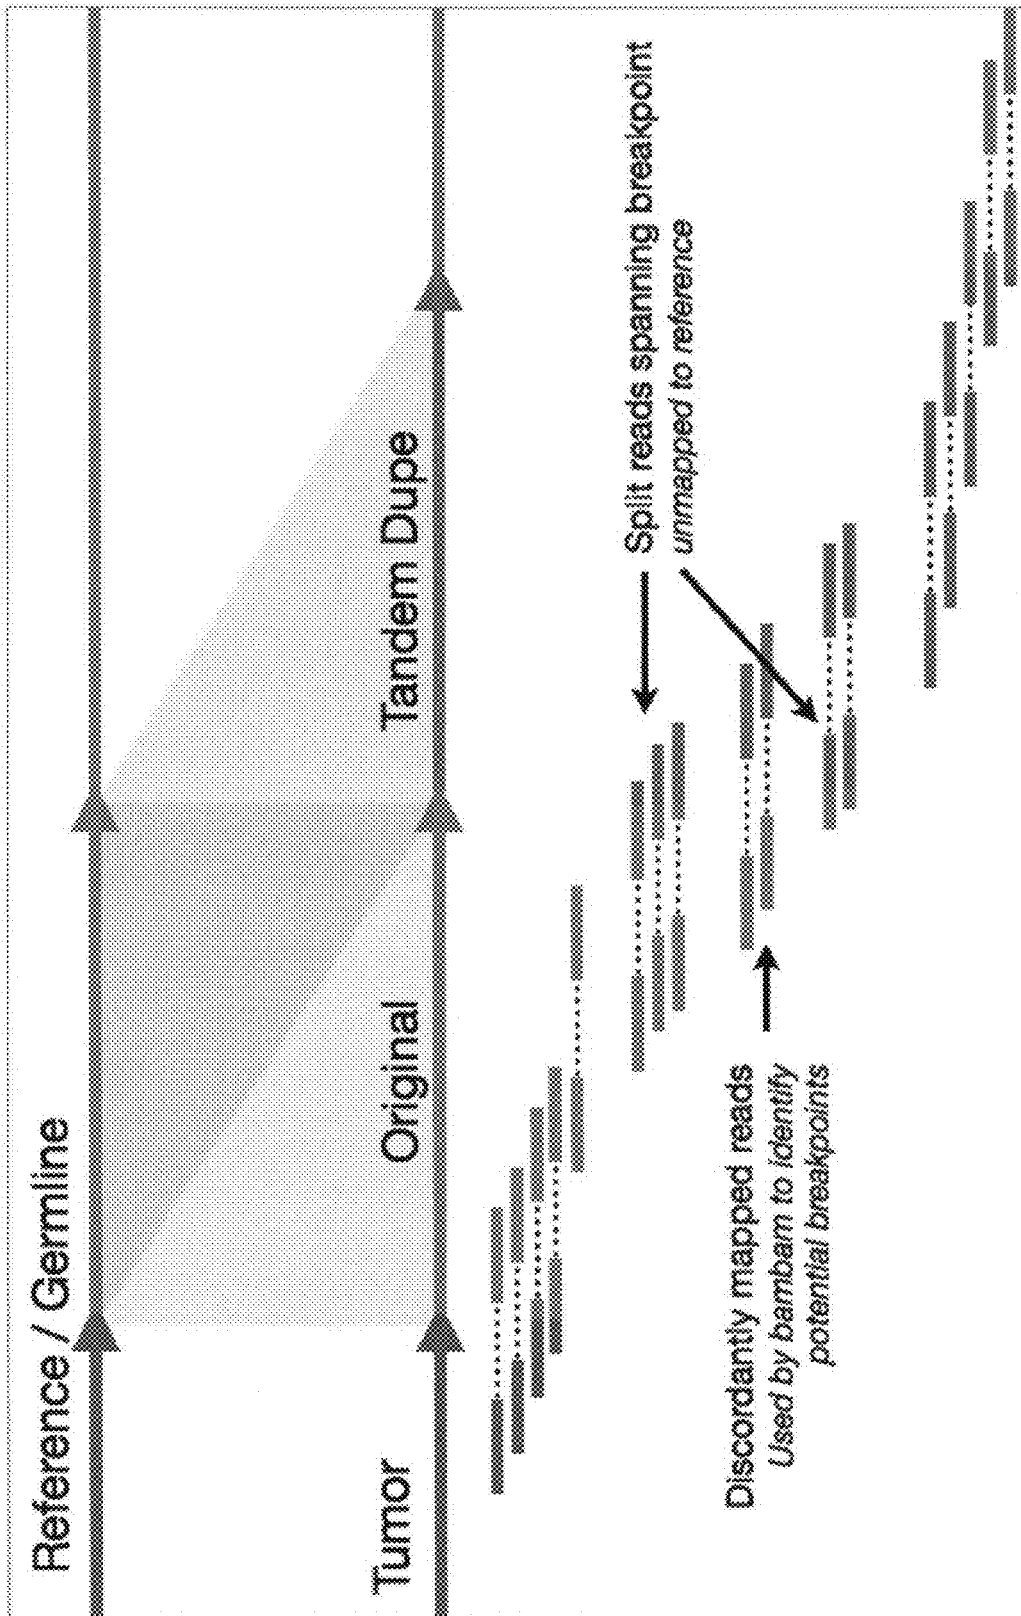 Reference / Germline
Tumor
Original
Tandem Dupe
Split reads spanning breakpoint
unmapped to reference
Discordantly mapped reads
Used by bambam to identify
potential breakpoints